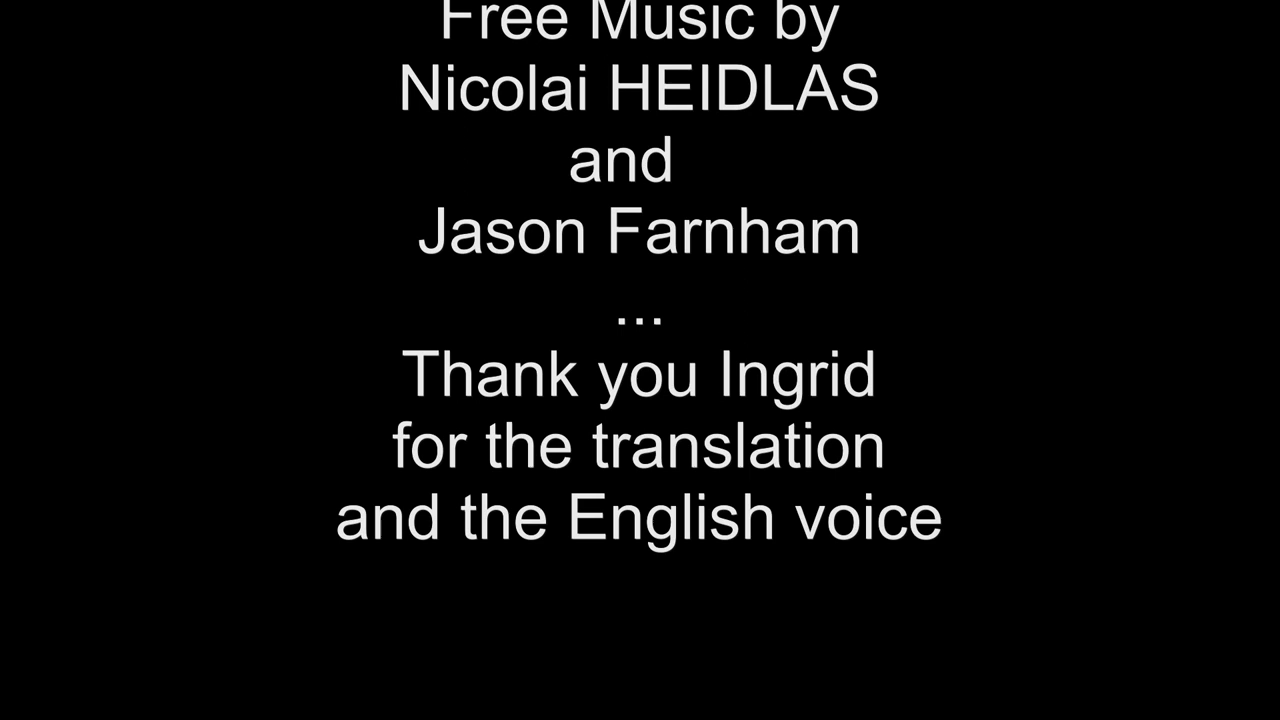 Free Music by
Nicolai HEIDLAS
and
Jason Farnham
...
Thank you Ingrid
for the translation
and the English voice